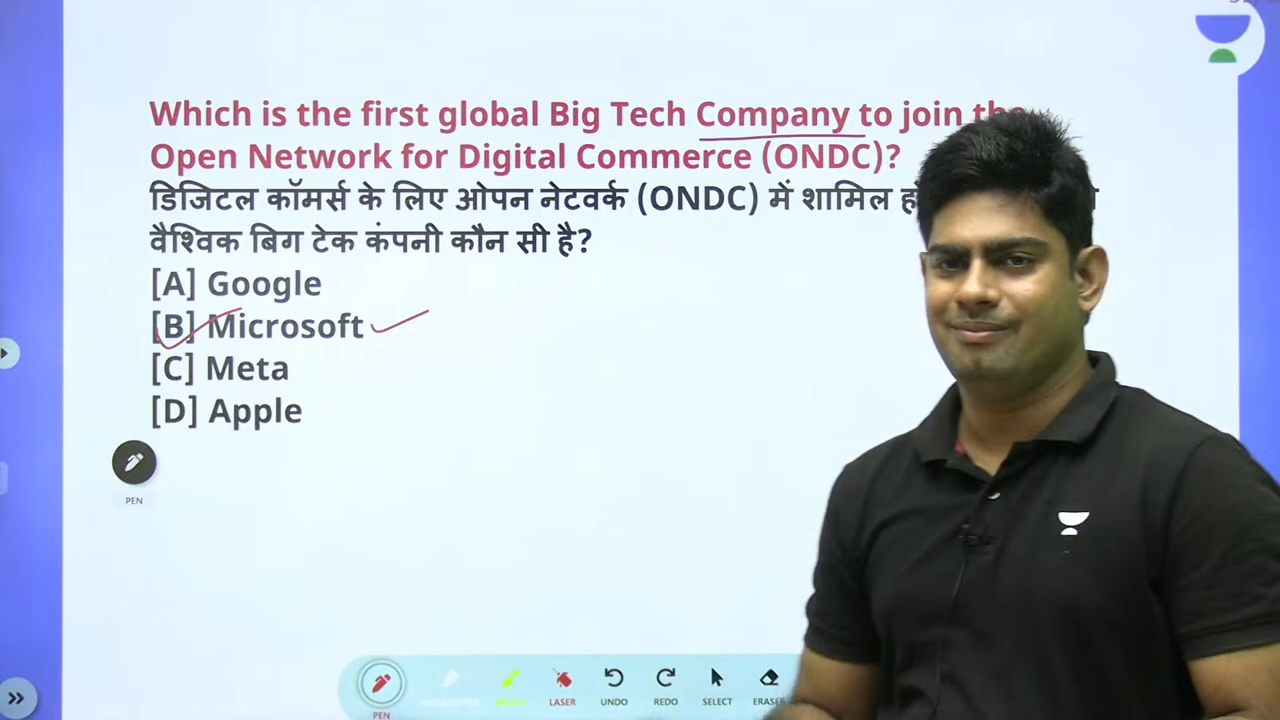 Which is the first global Big Tech Company to join the
Open Network for Digital Commerce (ONDC)?
डिजिटल कॉमर्स के लिए ओपन नेटवर्क (ONDC) में शामिल
वैश्विक बिग टेक कंपनी कौन सी है?
[A] Google
[B] Microsoft
[C] Meta
[D] Apple
PEN
PEN
HIGHLIGHTER
LASER
UNDO
REDO
SELECT
ERASER